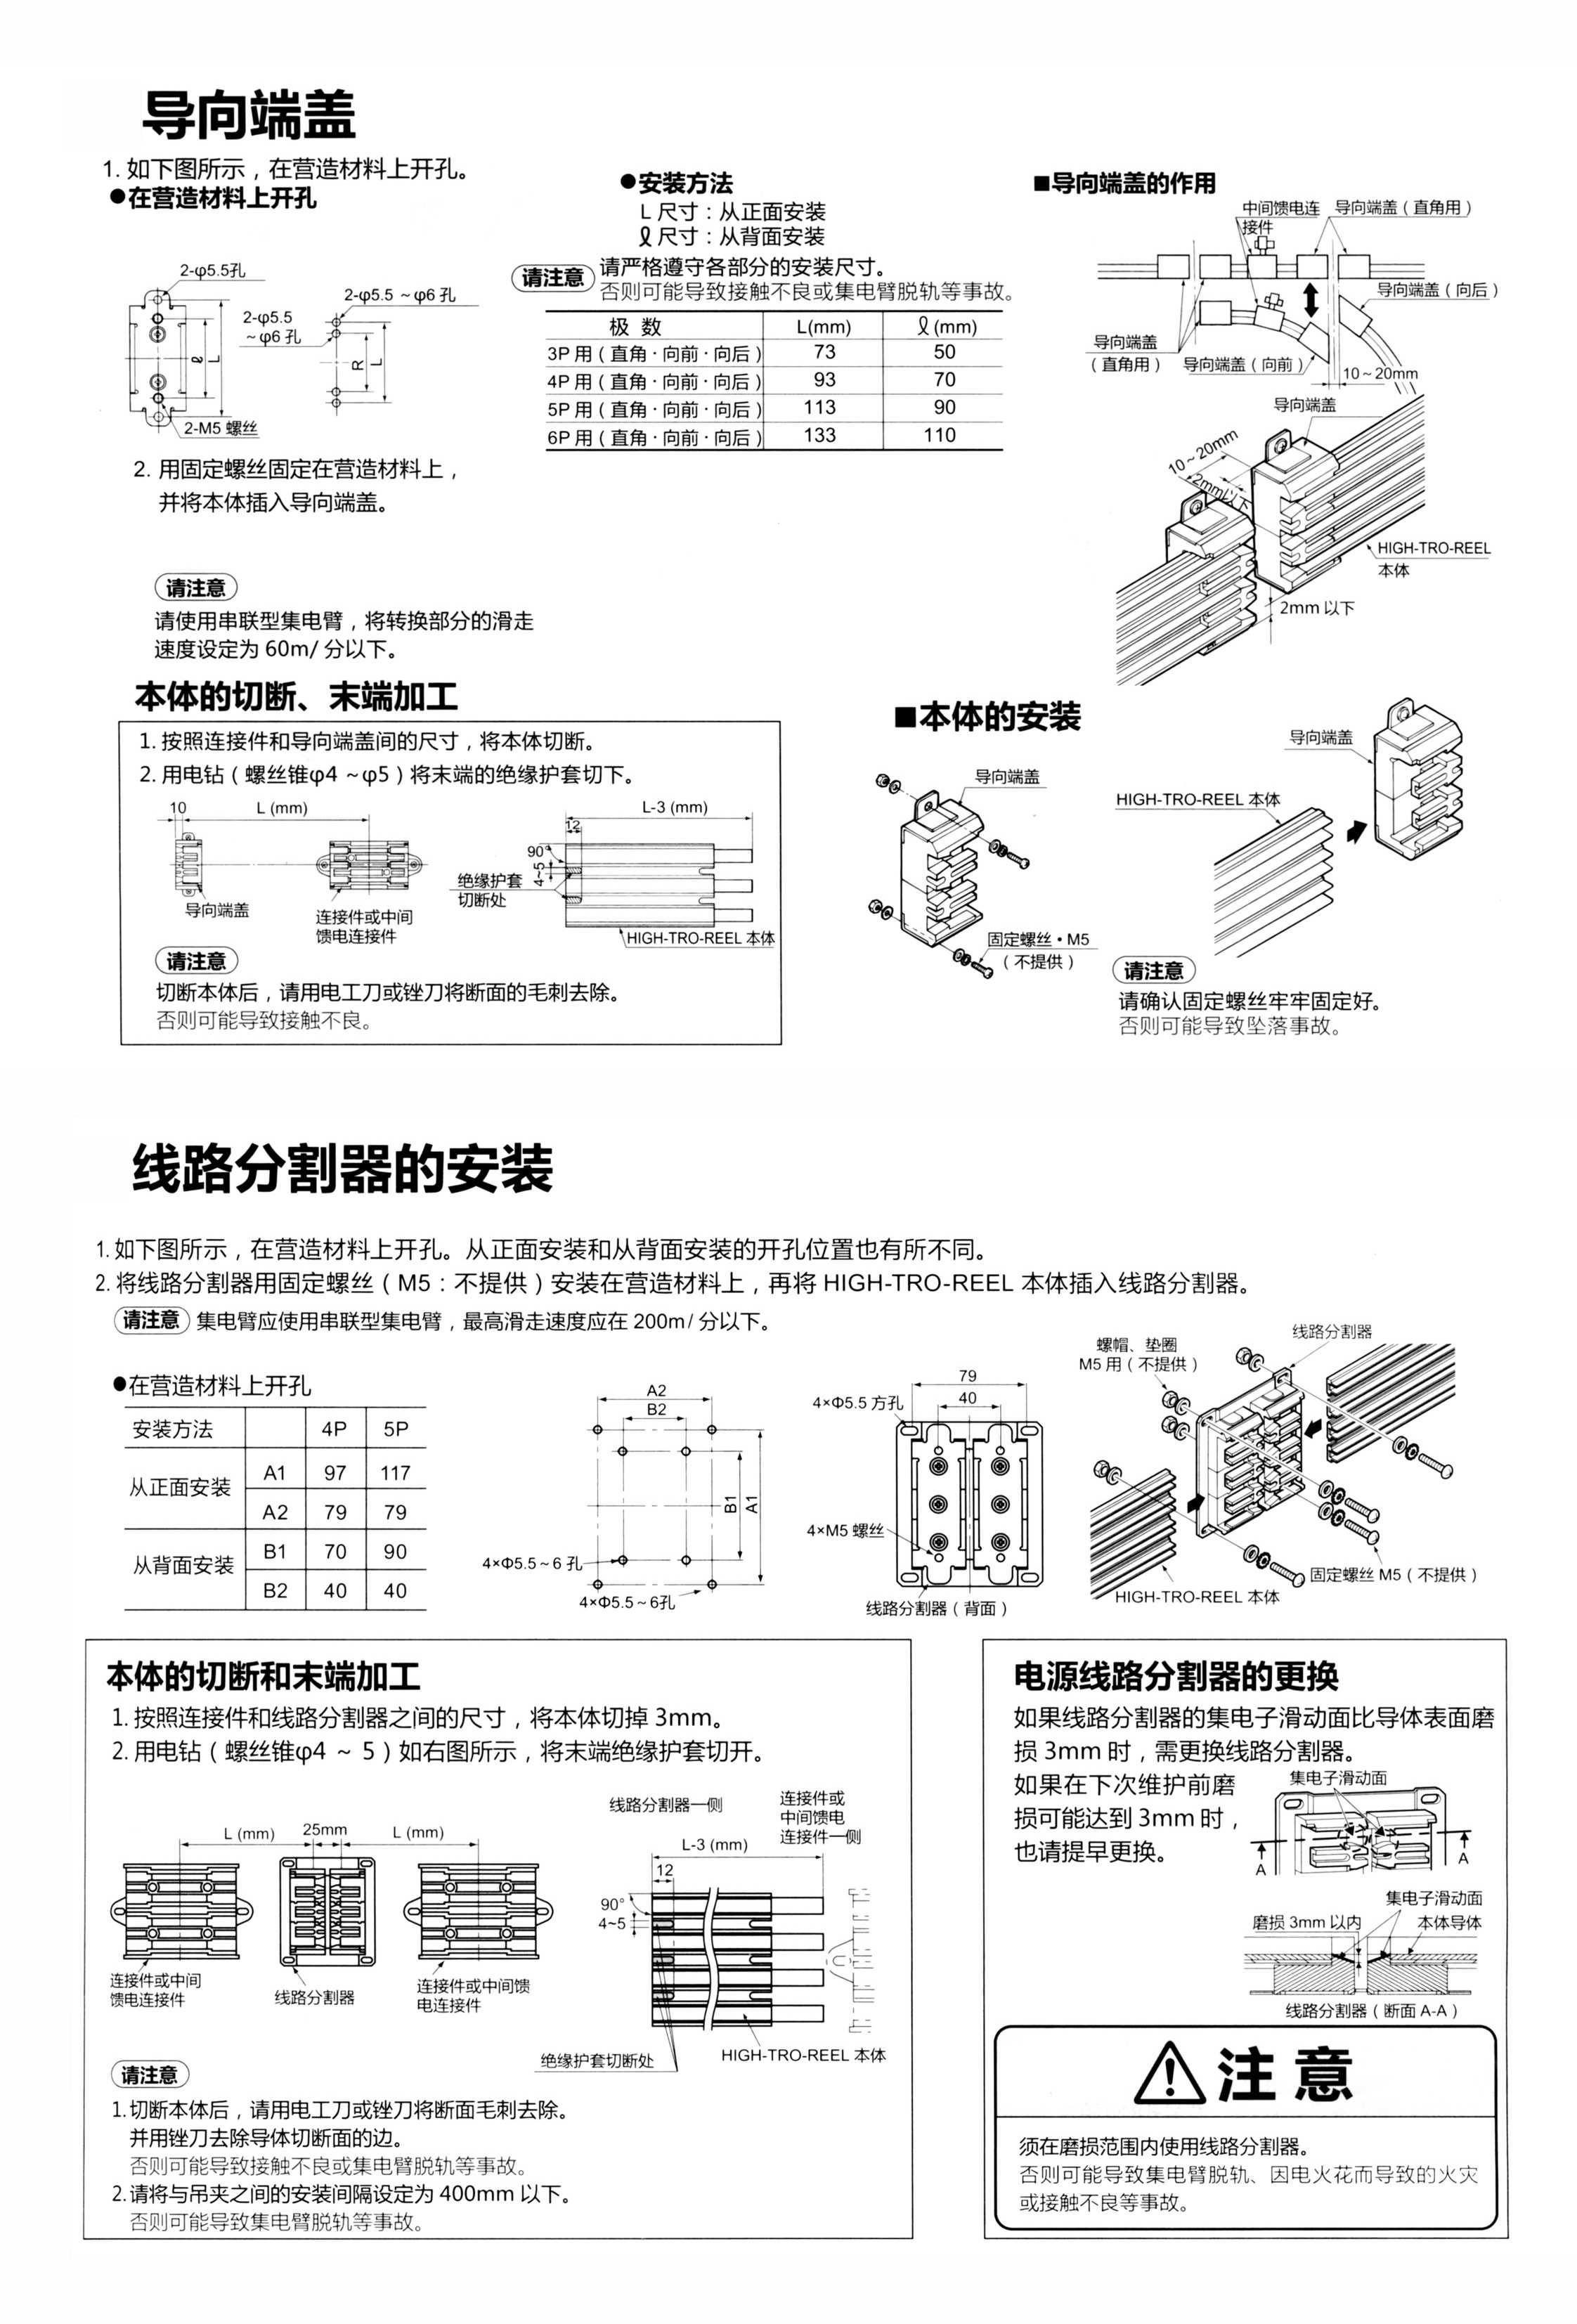 导向端盖
1. 如下图所示，在营造材料上开孔。
●在营造材料上开孔
2-φ5.5孔
2-φ5.5
～φ6 孔
2-φ5.5 ～φ6 孔
ℓ
L
R
L
2-M5 螺丝
2. 用固定螺丝固定在营造材料上，
并将本体插入导向端盖。
请注意
请使用串联型集电臂，将转换部分的滑走
速度设定为 60m/ 分以下。
●安装方法
L 尺寸：从正面安装
ℓ 尺寸：从背面安装
请注意 请严格遵守各部分的安装尺寸。
否则可能导致接触不良或集电臂脱轨等事故。
极 数 L(mm) ℓ (mm)
3P 用（直角·向前·向后） 73 50
4P 用（直角·向前·向后） 93 70
5P 用（直角·向前·向后） 113 90
6P 用（直角·向前·向后） 133 110
■导向端盖的作用
中间馈电连
接件
导向端盖（直角用）
导向端盖（向后）
导向端盖
（直角用）
导向端盖（向前）
10～20mm
导向端盖
10～20mm
2mm以下
HIGH-TRO-REEL
本体
2mm 以下
本体的切断、末端加工
1. 按照连接件和导向端盖间的尺寸，将本体切断。
2. 用电钻（螺丝锥φ4 ～φ5）将末端的绝缘护套切下。
10
L (mm)
导向端盖
连接件或中间
馈电连接件
L-3 (mm)
12
90°
4~5
绝缘护套
切断处
HIGH-TRO-REEL 本体
请注意
切断本体后，请用电工刀或锉刀将断面的毛刺去除。
否则可能导致接触不良。
■本体的安装
导向端盖
固定螺丝・M5
（不提供）
导向端盖
HIGH-TRO-REEL 本体
请注意
请确认固定螺丝牢牢固定好。
否则可能导致坠落事故。
线路分割器的安装
1. 如下图所示，在营造材料上开孔。从正面安装和从背面安装的开孔位置也有所不同。
2. 将线路分割器用固定螺丝（M5：不提供）安装在营造材料上，再将 HIGH-TRO-REEL 本体插入线路分割器。
请注意 集电臂应使用串联型集电臂，最高滑走速度应在 200m/ 分以下。
●在营造材料上开孔
安装方法 4P 5P
从正面安装 A1 97 117
A2 79 79
从背面安装 B1 70 90
B2 40 40
A2
B2
B1
A1
4×Φ5.5～6 孔
4×Φ5.5～6孔
79
40
4×Φ5.5 方孔
4×M5 螺丝
线路分割器（背面）
线路分割器
螺帽、垫圈
M5 用（不提供）
固定螺丝 M5（不提供）
HIGH-TRO-REEL 本体
本体的切断和末端加工
1. 按照连接件和线路分割器之间的尺寸，将本体切掉 3mm。
2. 用电钻（螺丝锥φ4 ～ 5）如右图所示，将末端绝缘护套切开。
L (mm)
25mm
L (mm)
连接件或中间
馈电连接件
线路分割器
连接件或中间馈
电连接件
线路分割器一侧
连接件或
中间馈电
连接件一侧
L-3 (mm)
12
90°
4~5
绝缘护套切断处
HIGH-TRO-REEL 本体
请注意
1. 切断本体后，请用电工刀或锉刀将断面毛刺去除。
并用锉刀去除导体切断面的边。
否则可能导致接触不良或集电臂脱轨等事故。
2. 请将与吊夹之间的安装间隔设定为 400mm 以下。
否则可能导致集电臂脱轨等事故。
电源线路分割器的更换
如果线路分割器的集电子滑动面比导体表面磨
损 3mm 时，需更换线路分割器。
如果在下次维护前磨
损可能达到 3mm 时，
也请提早更换。
集电子滑动面
A
A
集电子滑动面
磨损 3mm 以内
本体导体
线路分割器（断面 A-A）
注 意
须在磨损范围内使用线路分割器。
否则可能导致集电臂脱轨、因电火花而导致的火灾
或接触不良等事故。